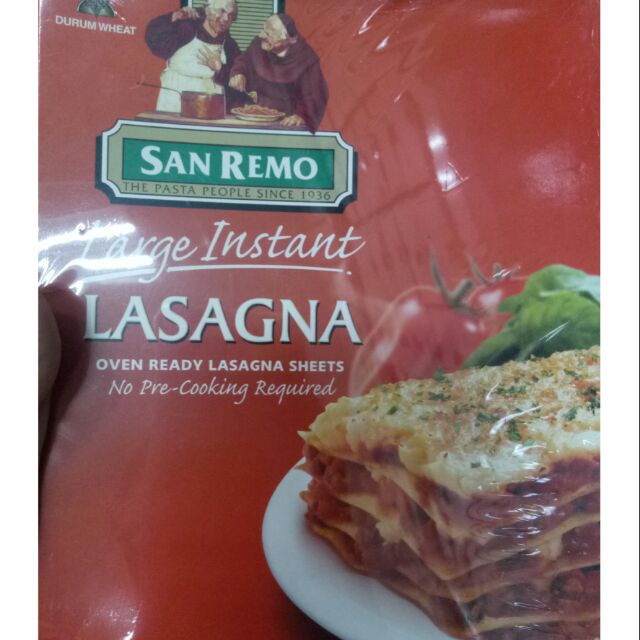 DURUM WHEAT
SAN REMO
THE PASTA PEOPLE SINCE 1936
Large Instant
LASAGNA
OVEN READY LASAGNA SHEETS
No Pre-Cooking Required